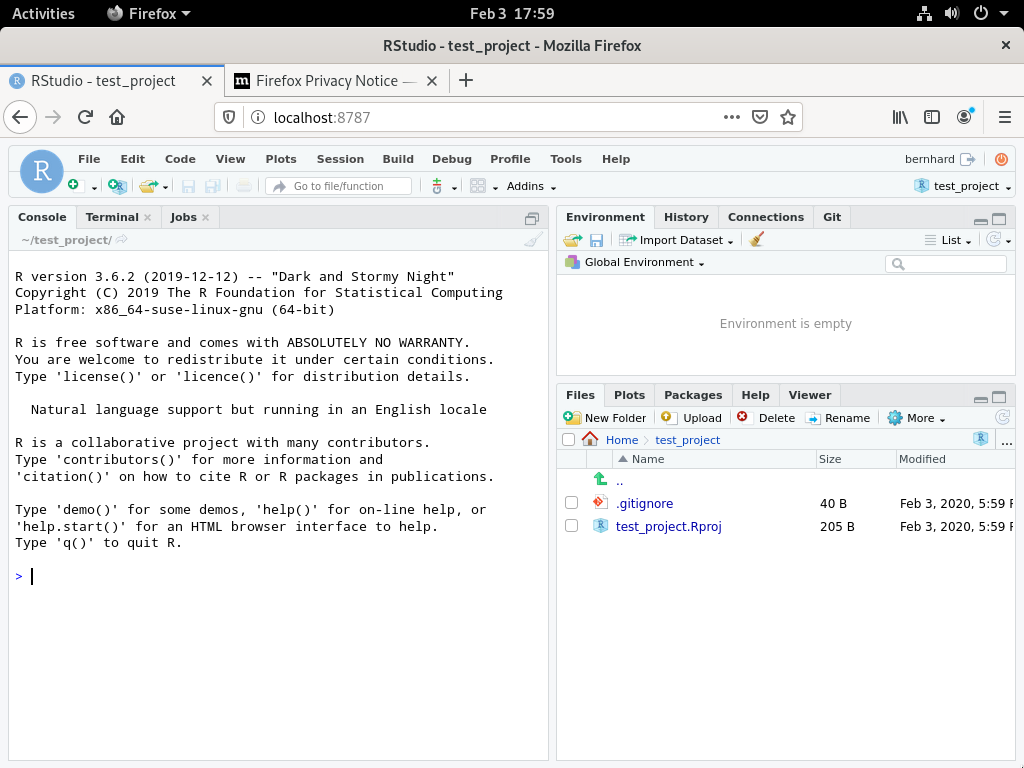 Activities Firefox Feb 3 17:59
RStudio - test_project - Mozilla Firefox
RStudio - test_project Firefox Privacy Notice —
localhost:8787
R File Edit Code View Plots Session Build Debug Profile Tools Help bernhard
Go to file/function Addins test_project
Console Terminal Jobs
~/test_project/
R version 3.6.2 (2019-12-12) -- "Dark and Stormy Night"
Copyright (C) 2019 The R Foundation for Statistical Computing
Platform: x86_64-suse-linux-gnu (64-bit)
R is free software and comes with ABSOLUTELY NO WARRANTY.
You are welcome to redistribute it under certain conditions.
Type 'license()' or 'licence()' for distribution details.
Natural language support but running in an English locale
R is a collaborative project with many contributors.
Type 'contributors()' for more information and
'citation()' on how to cite R or R packages in publications.
Type 'demo()' for some demos, 'help()' for on-line help, or
'help.start()' for an HTML browser interface to help.
Type 'q()' to quit R.
>
Environment History Connections Git
Import Dataset List
Global Environment
Environment is empty
Files Plots Packages Help Viewer
New Folder Upload Delete Rename More
Home test_project ...
Name Size Modified
..
.gitignore 40 B Feb 3, 2020, 5:59 P
test_project.Rproj 205 B Feb 3, 2020, 5:59 P